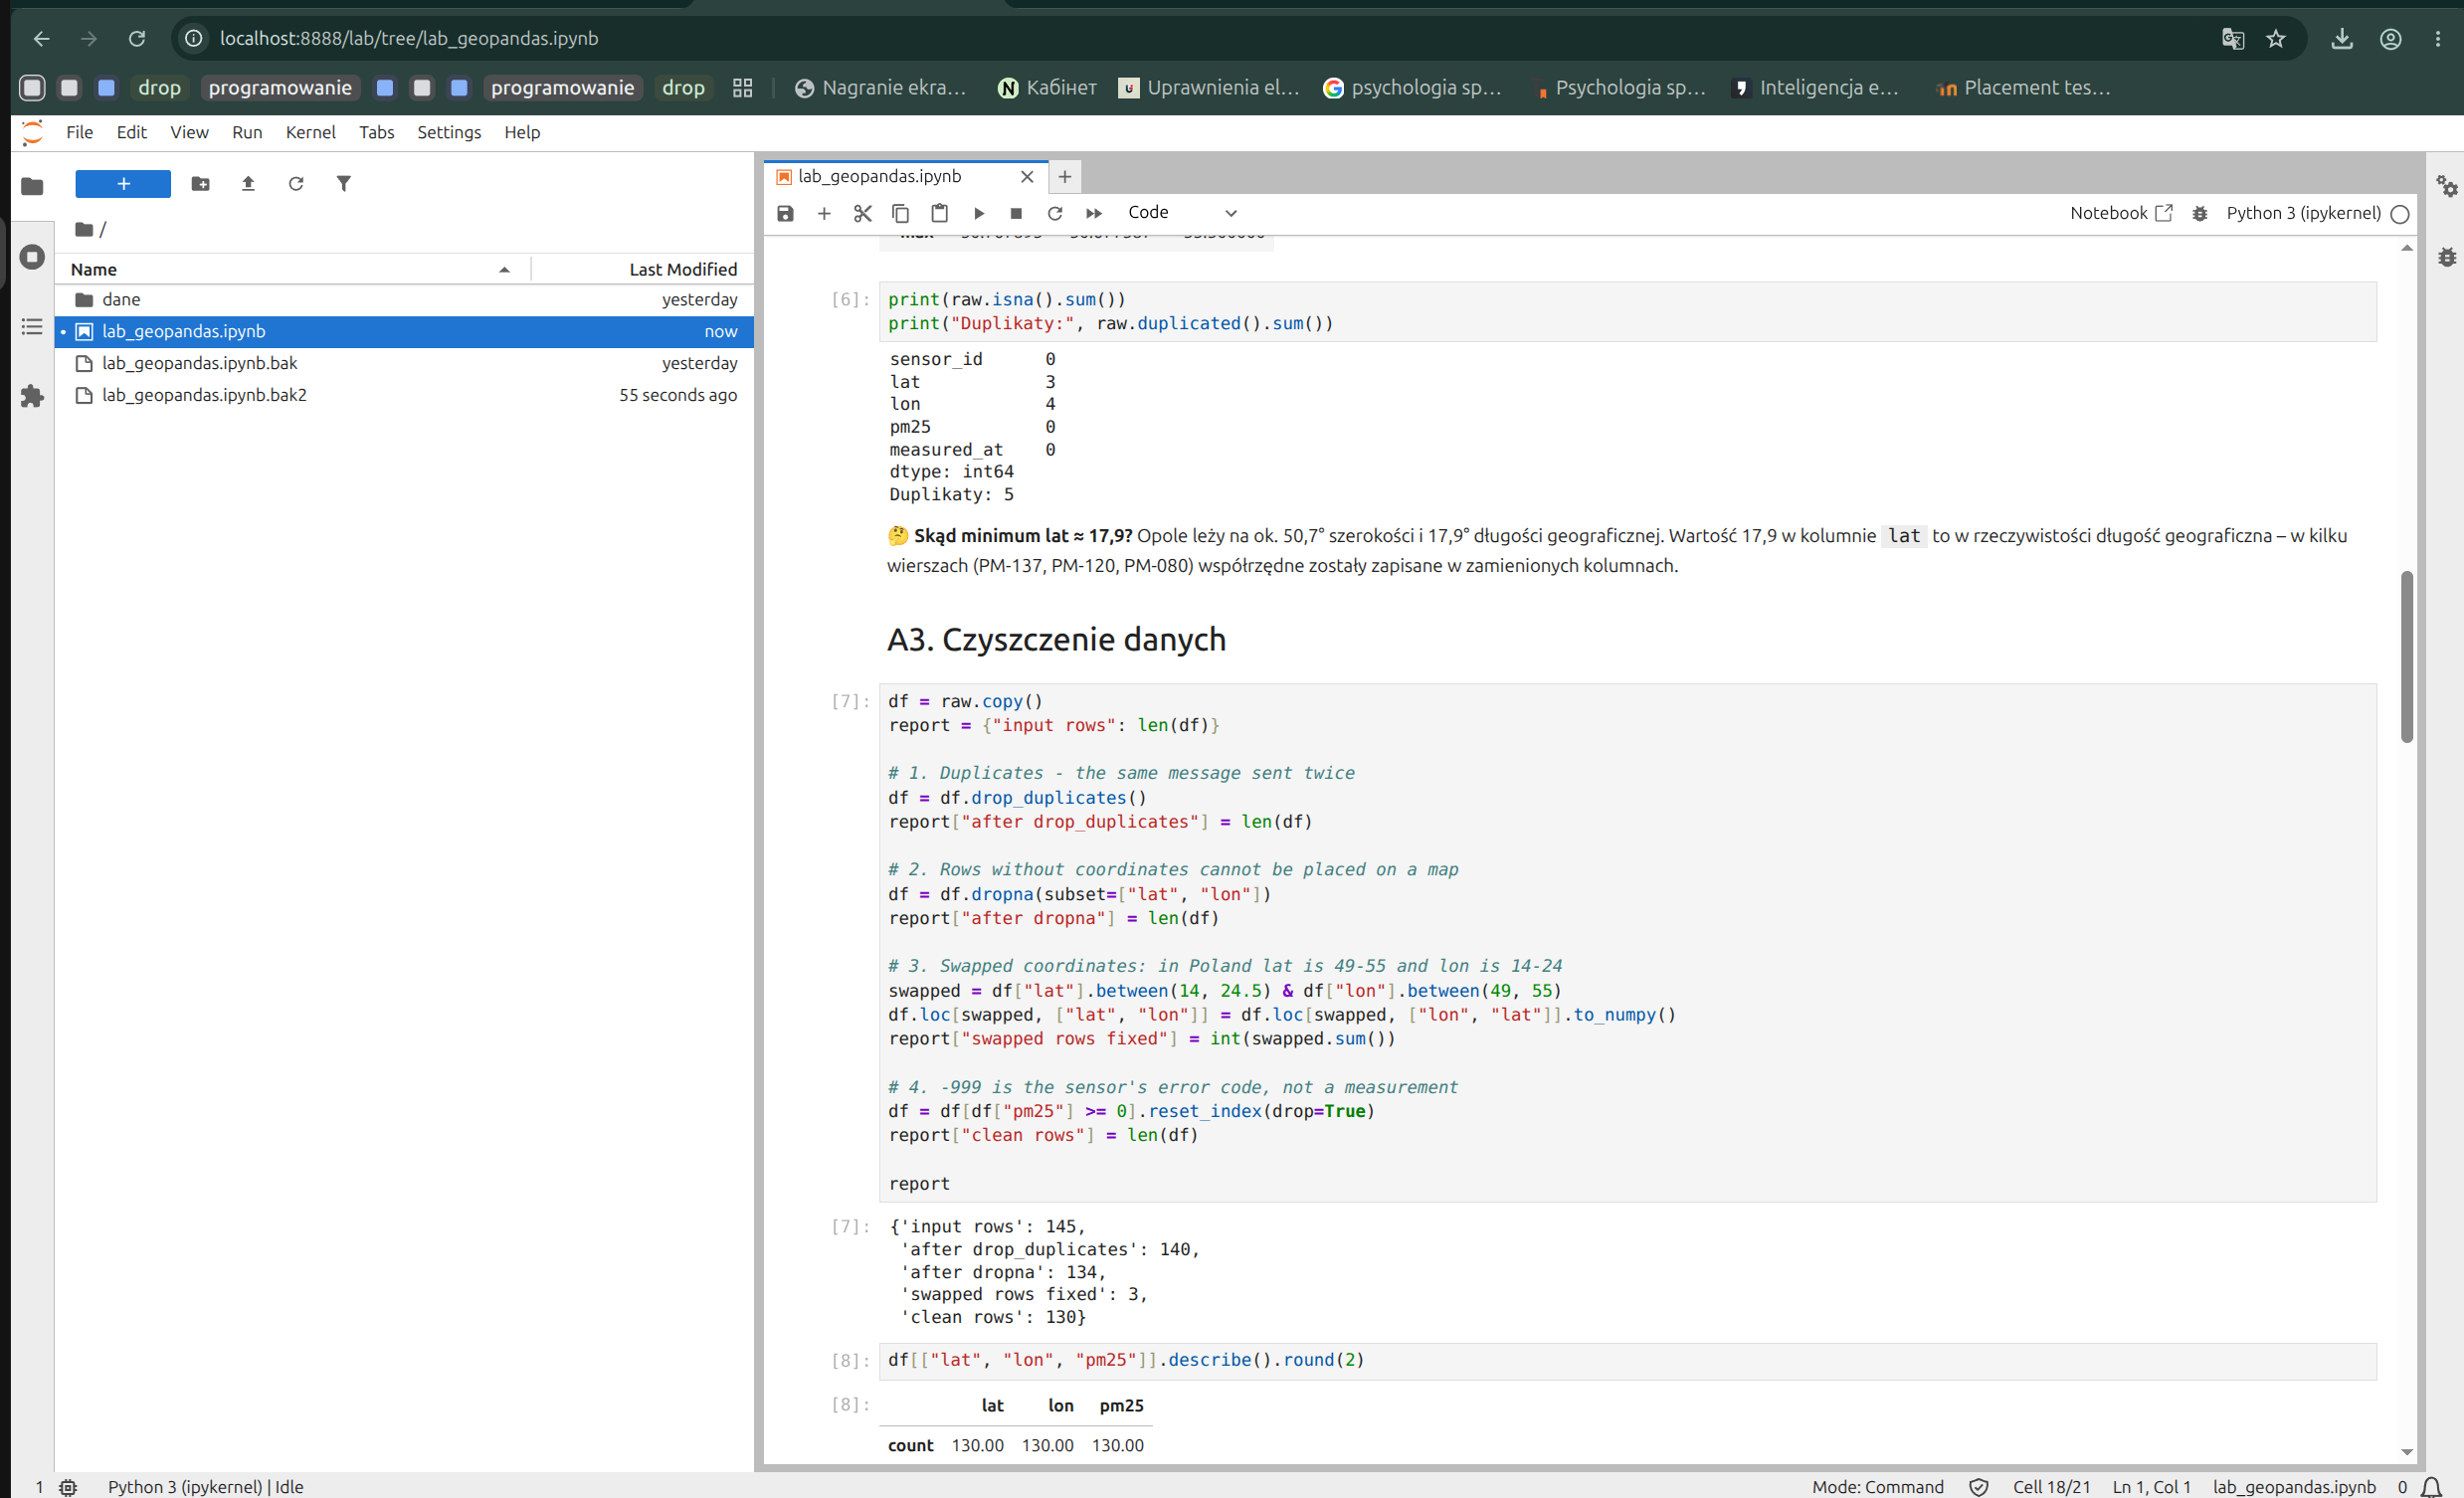 localhost:8888/lab/tree/lab_geopandas.ipynb
drop programowanie programowanie drop Nagranie ekra... Кабінет Uprawnienia el... psychologia sp... Psychologia sp... Inteligencja e... Placement tes...
File Edit View Run Kernel Tabs Settings Help
+
/
Name Last Modified
dane yesterday
lab_geopandas.ipynb now
lab_geopandas.ipynb.bak yesterday
lab_geopandas.ipynb.bak2 55 seconds ago
lab_geopandas.ipynb
Code Notebook Python 3 (ipykernel)
[6]: print(raw.isna().sum())
print("Duplikaty:", raw.duplicated().sum())
sensor_id 0
lat 3
lon 4
pm25 0
measured_at 0
dtype: int64
Duplikaty: 5
🤔 Skąd minimum lat ≈ 17,9? Opole leży na ok. 50,7° szerokości i 17,9° długości geograficznej. Wartość 17,9 w kolumnie lat to w rzeczywistości długość geograficzna – w kilku
wierszach (PM-137, PM-120, PM-080) współrzędne zostały zapisane w zamienionych kolumnach.
A3. Czyszczenie danych
[7]: df = raw.copy()
report = {"input rows": len(df)}
# 1. Duplicates - the same message sent twice
df = df.drop_duplicates()
report["after drop_duplicates"] = len(df)
# 2. Rows without coordinates cannot be placed on a map
df = df.dropna(subset=["lat", "lon"])
report["after dropna"] = len(df)
# 3. Swapped coordinates: in Poland lat is 49-55 and lon is 14-24
swapped = df["lat"].between(14, 24.5) & df["lon"].between(49, 55)
df.loc[swapped, ["lat", "lon"]] = df.loc[swapped, ["lon", "lat"]].to_numpy()
report["swapped rows fixed"] = int(swapped.sum())
# 4. -999 is the sensor's error code, not a measurement
df = df[df["pm25"] >= 0].reset_index(drop=True)
report["clean rows"] = len(df)
report
[7]: {'input rows': 145,
'after drop_duplicates': 140,
'after dropna': 134,
'swapped rows fixed': 3,
'clean rows': 130}
[8]: df[["lat", "lon", "pm25"]].describe().round(2)
[8]: lat lon pm25
count 130.00 130.00 130.00
1 Python 3 (ipykernel) | Idle Mode: Command Cell 18/21 Ln 1, Col 1 lab_geopandas.ipynb 0